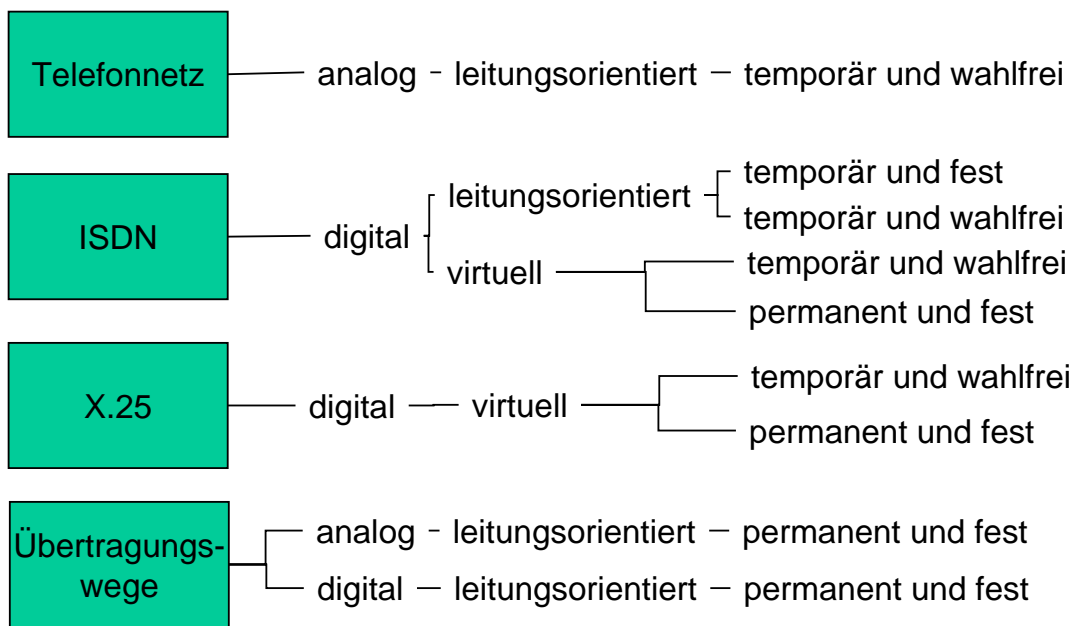 Telefonnetz analog leitungsorientiert temporär und wahlfrei
temporär und fest
leitungsorientiert
temporär und wahlfrei
ISDN digital
temporär und wahlfrei
virtuell
permanent und fest
temporär und wahlfrei
X.25 digital virtuell
permanent und fest
analog leitungsorientiert permanent und fest
Übertragungs-
wege
digital leitungsorientiert permanent und fest